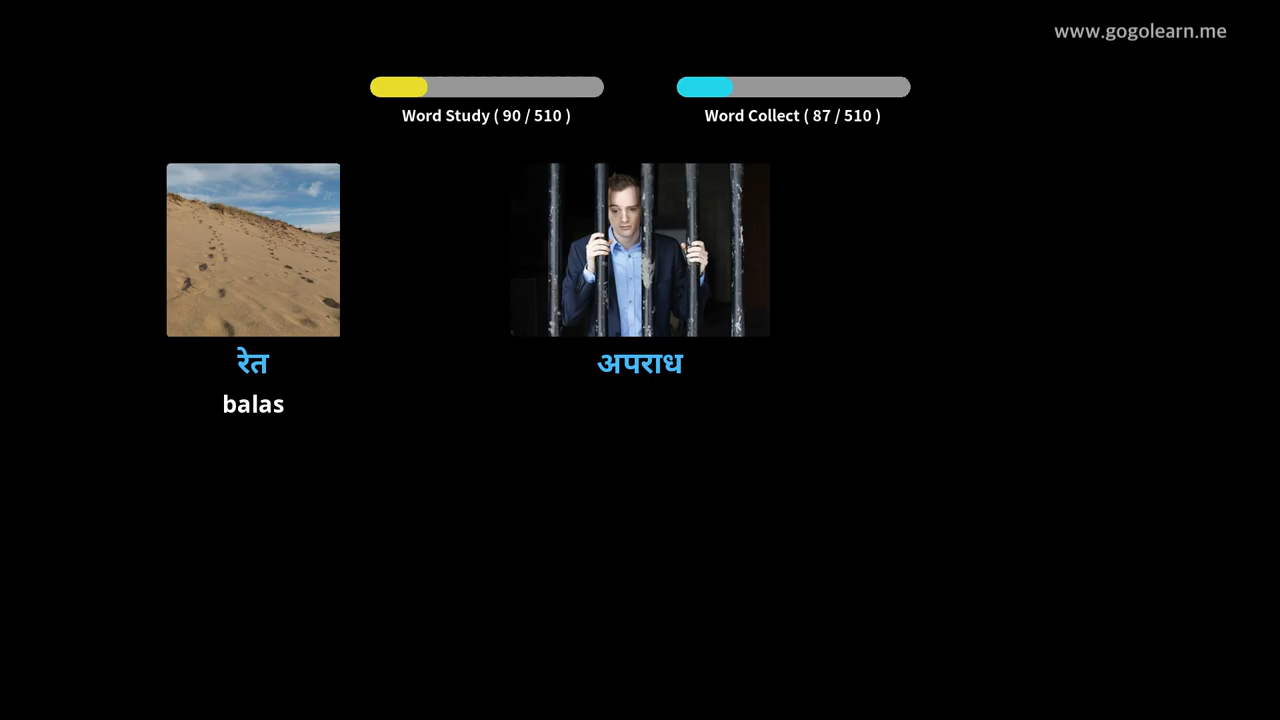 www.gogolearn.me
Word Study ( 90 / 510 )
Word Collect ( 87 / 510 )
रेत
balas
अपराध